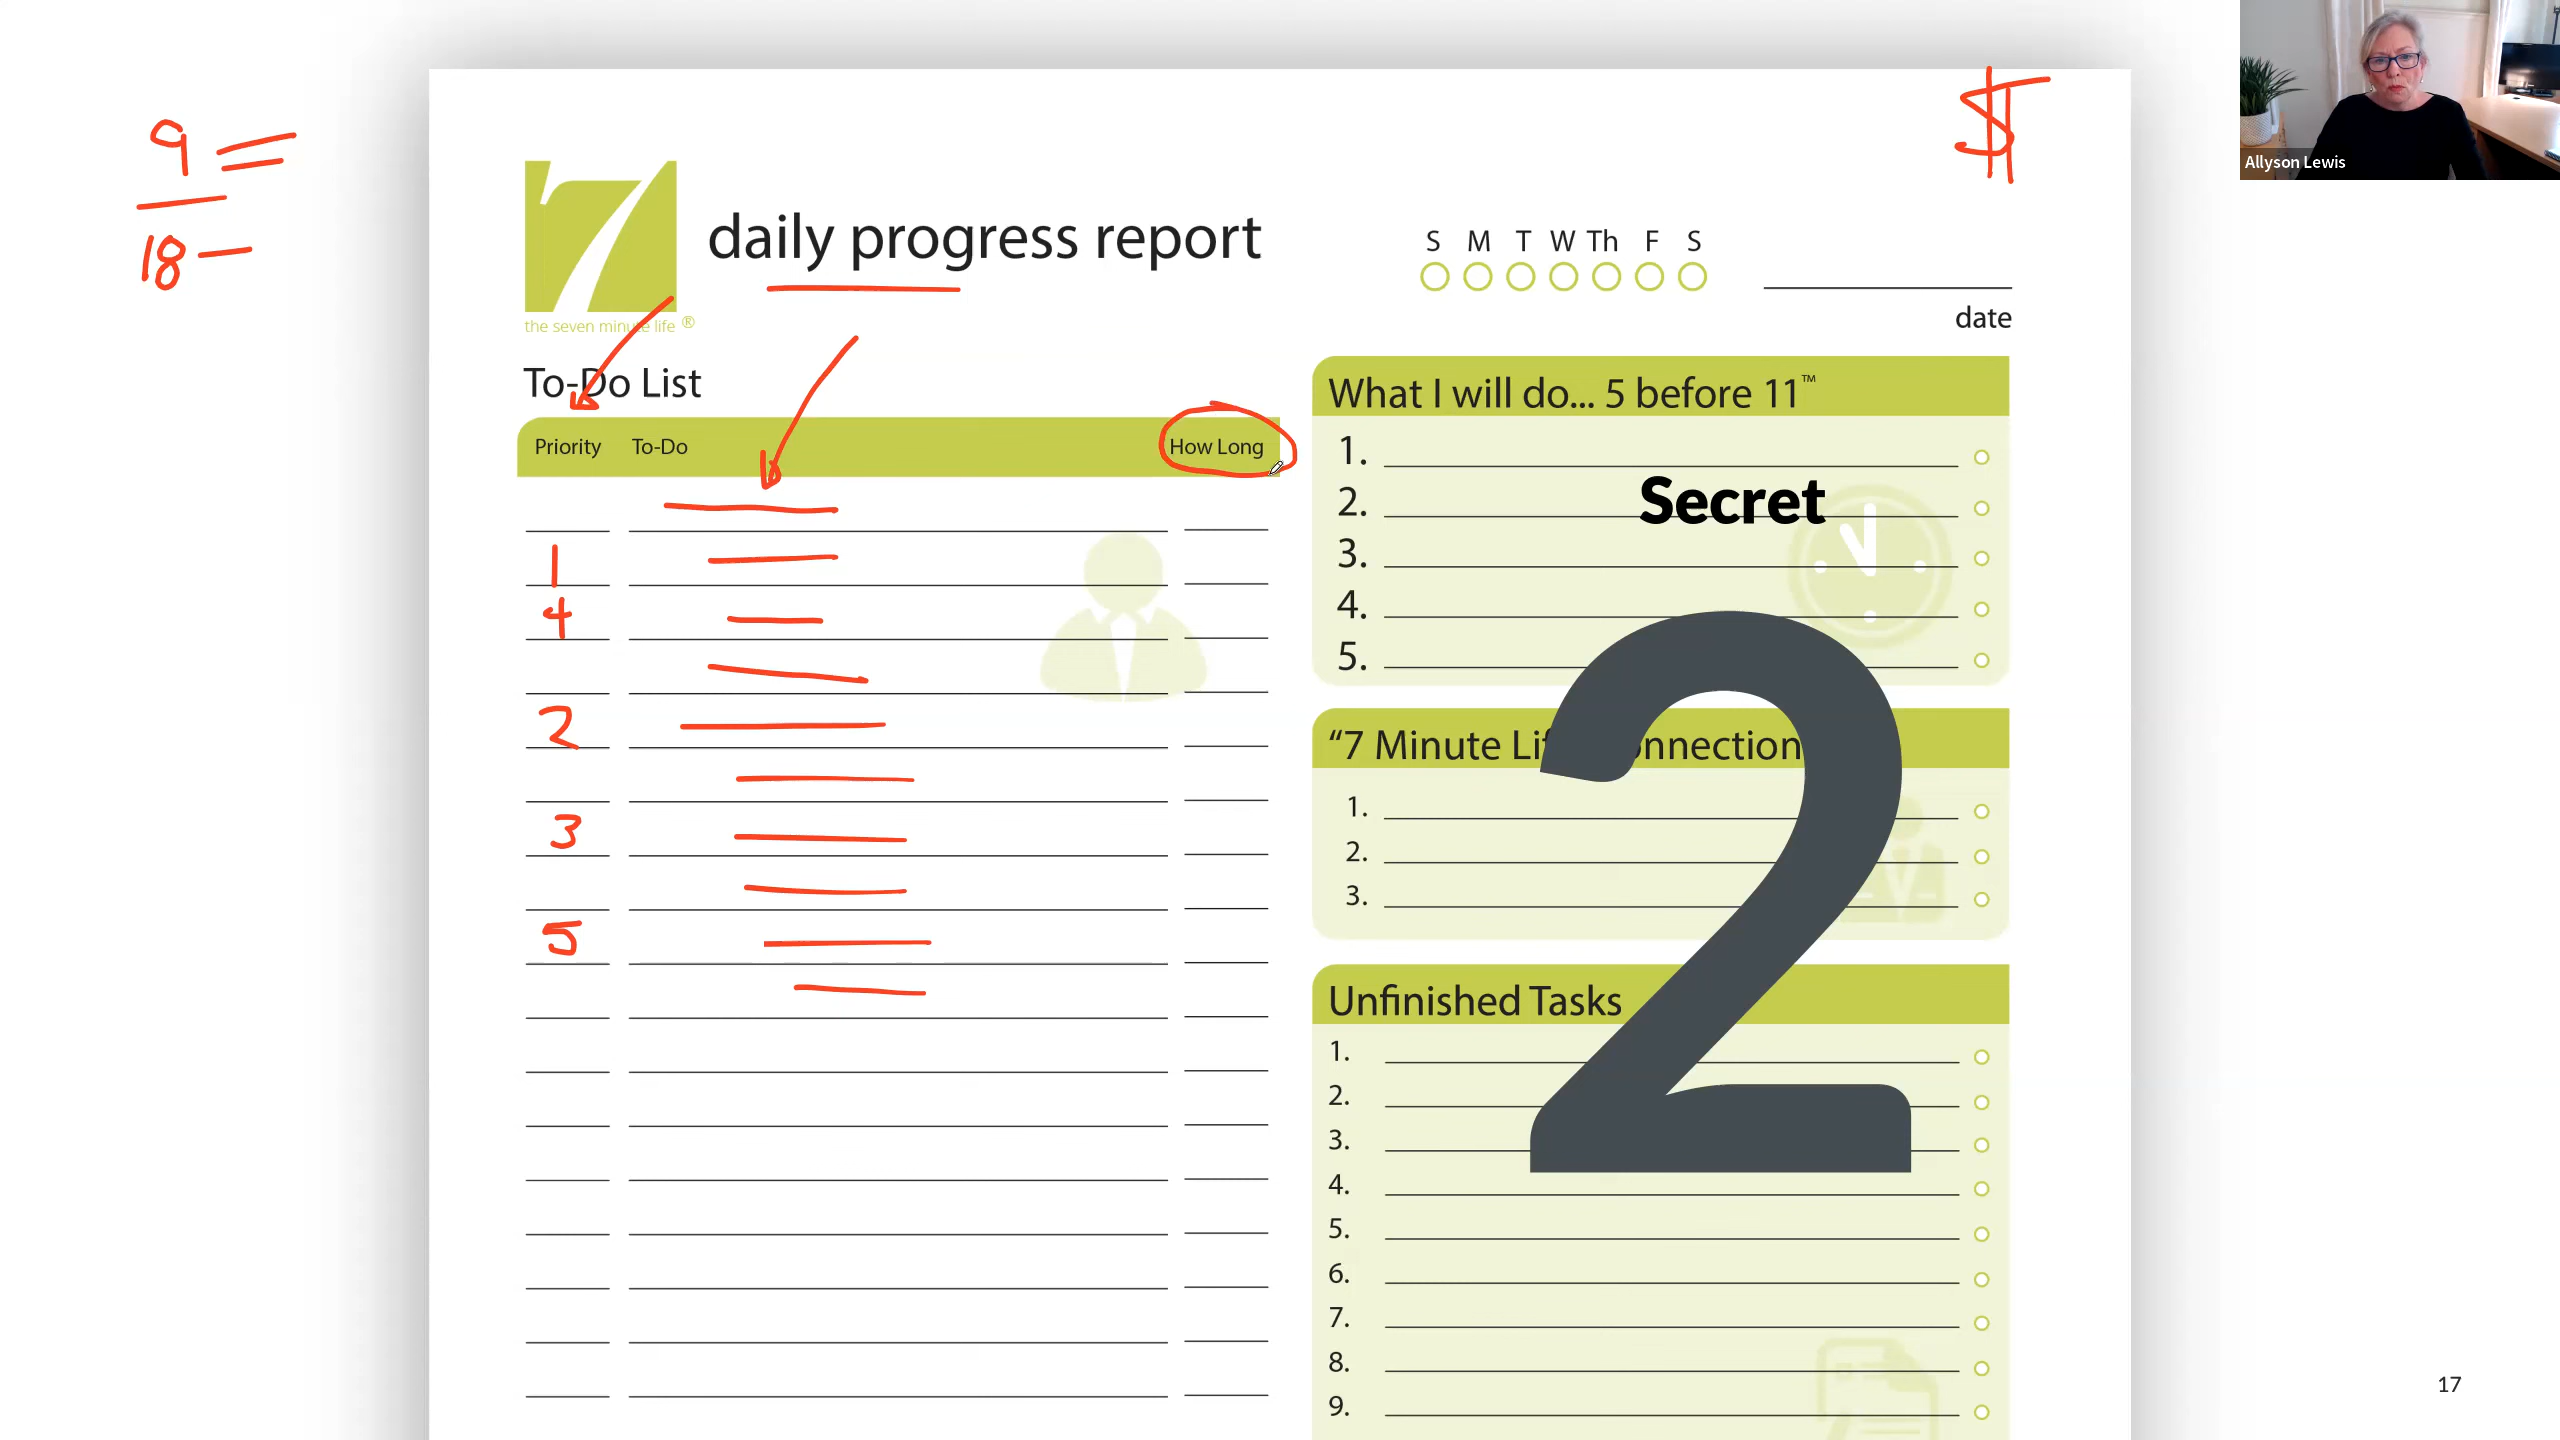 9 =
18 -
$
Allyson Lewis
7
the seven minute life ®
daily progress report
S M T W Th F S
date
To-Do List
Priority To-Do How Long
1
4
2
3
5
What I will do... 5 before 11™
1.
2.
3.
4.
5.
Secret
2
"7 Minute Li nnection
1.
2.
3.
Unfinished Tasks
1.
2.
3.
4.
5.
6.
7.
8.
9.
17